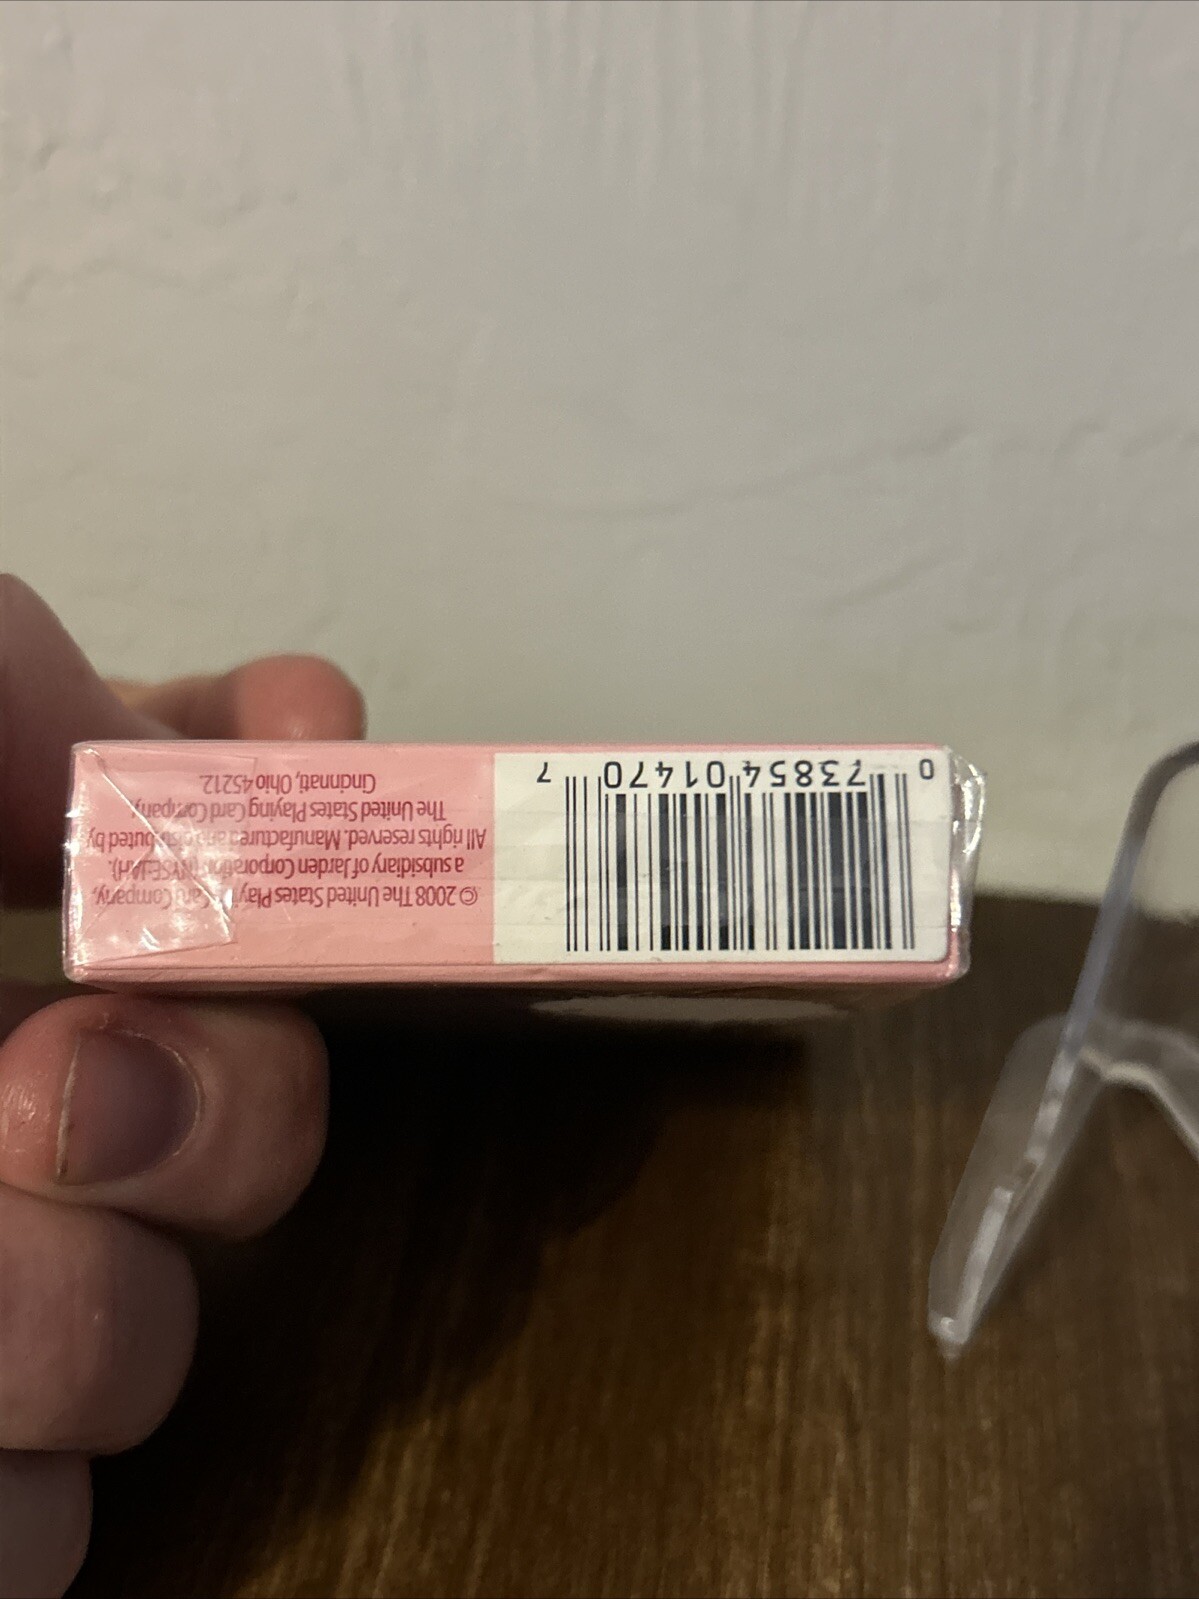 © 2008 The United States Playing Card Company,
a subsidiary of Jarden Corporation (NYSE:JAH).
All rights reserved. Manufactured and distributed by
The United States Playing Card Company,
Cincinnati, Ohio 45212.
0 73854 01470 7